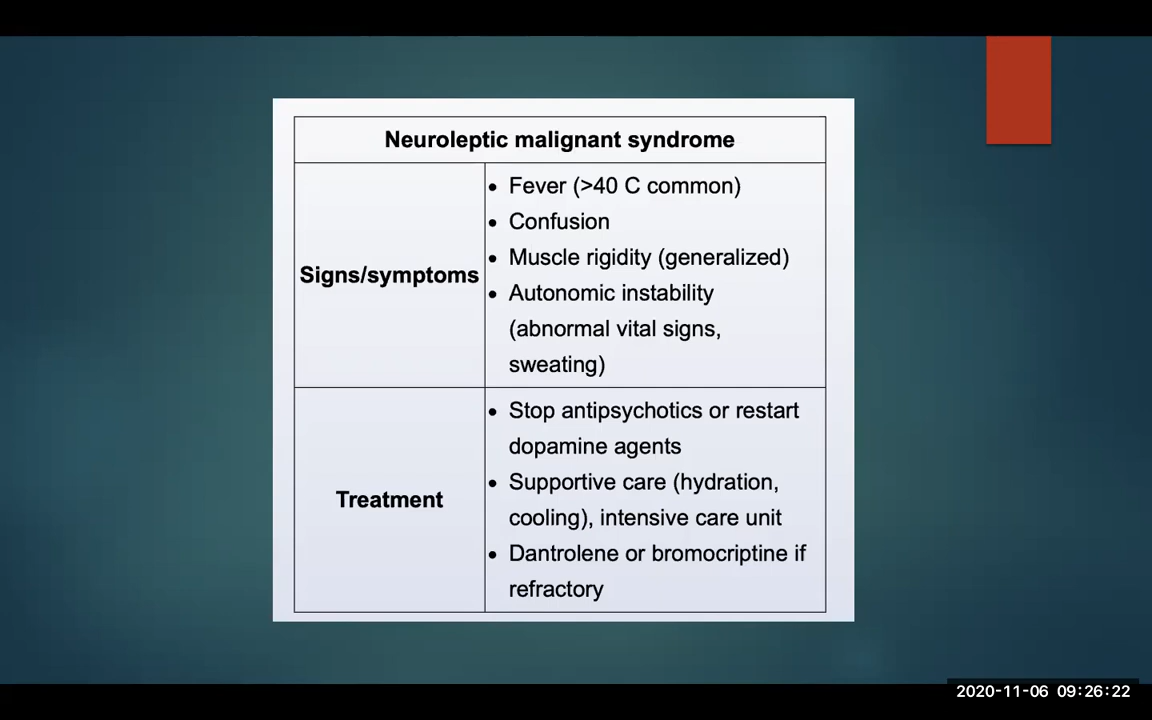 Neuroleptic malignant syndrome
Signs/symptoms
• Fever (>40 C common)
• Confusion
• Muscle rigidity (generalized)
• Autonomic instability
(abnormal vital signs,
sweating)
Treatment
• Stop antipsychotics or restart
dopamine agents
• Supportive care (hydration,
cooling), intensive care unit
• Dantrolene or bromocriptine if
refractory
2020-11-06 09:26:22